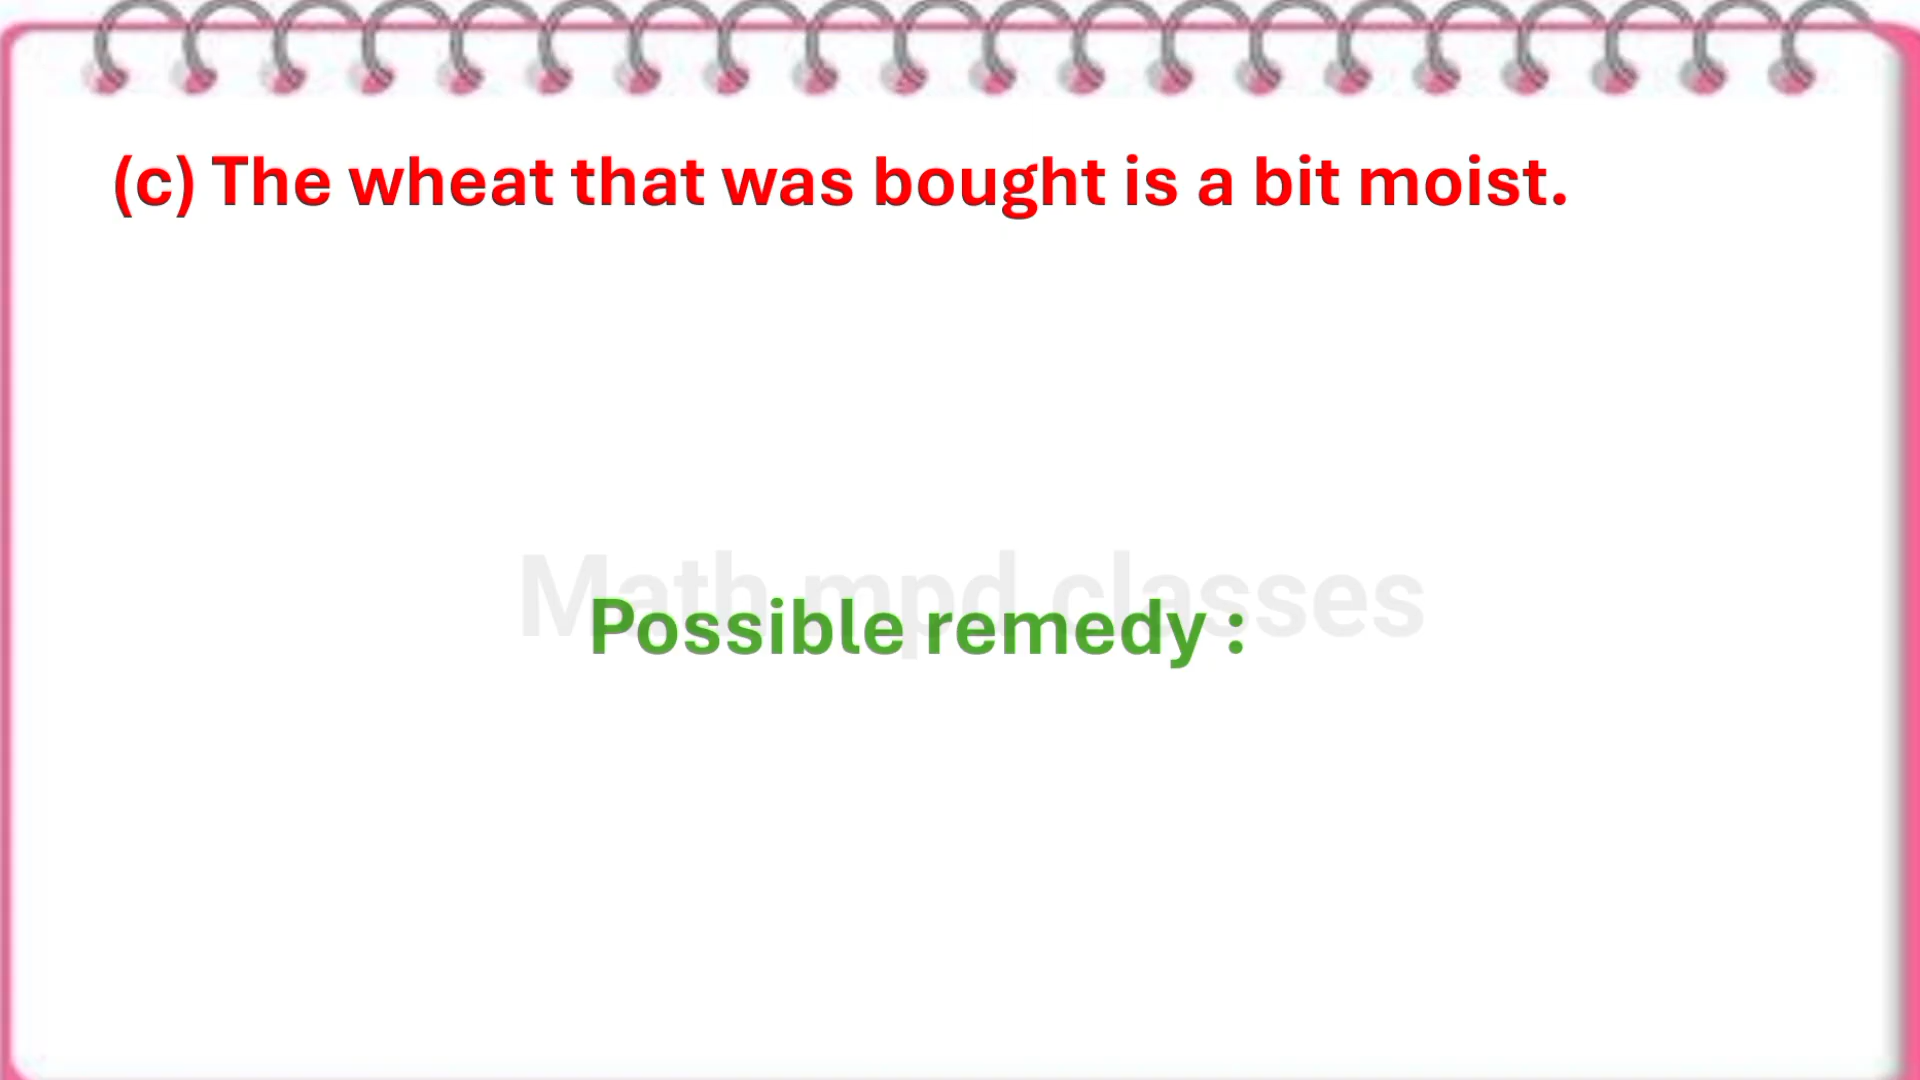 (c) The wheat that was bought is a bit moist.
Math mpd classes
Possible remedy :